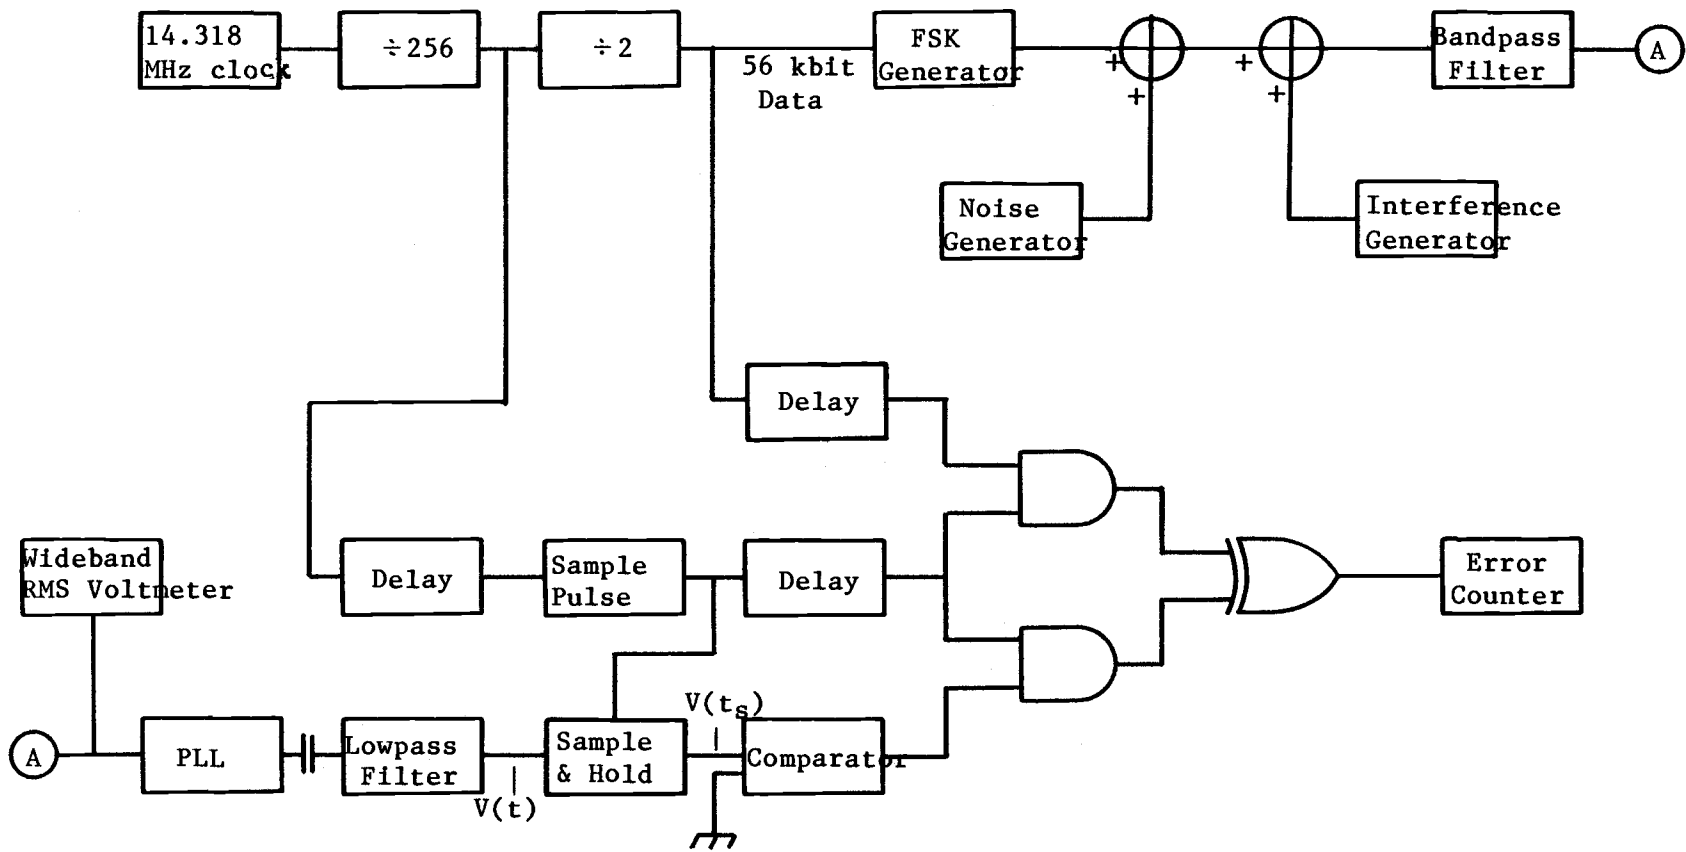 14.318
MHz clock
÷256
÷2
56 kbit
Data
FSK
Generator
+
+
+
+
Bandpass
Filter
A
Noise
Generator
Interference
Generator
Delay
Wideband
RMS Voltmeter
Delay
Sample
Pulse
Delay
Error
Counter
A
PLL
Lowpass
Filter
V(t)
Sample
& Hold
V(ts)
Comparator